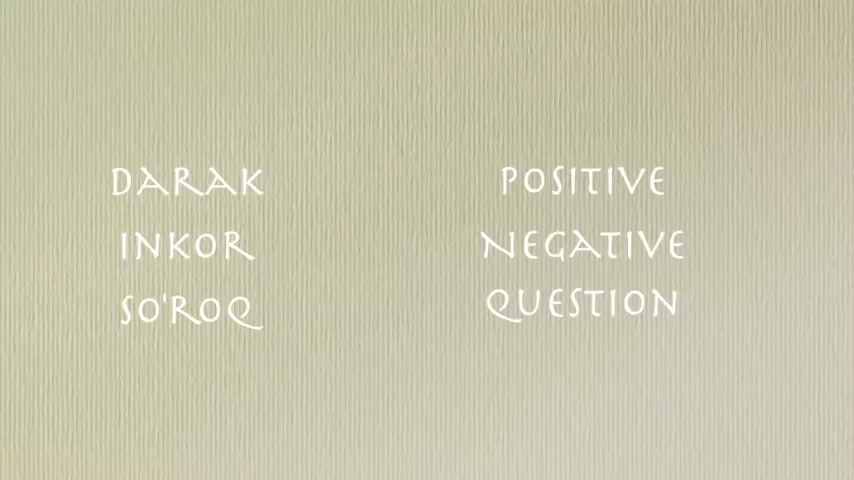 DARAK
INKOR
SO'ROQ
POSITIVE
NEGATIVE
QUESTION